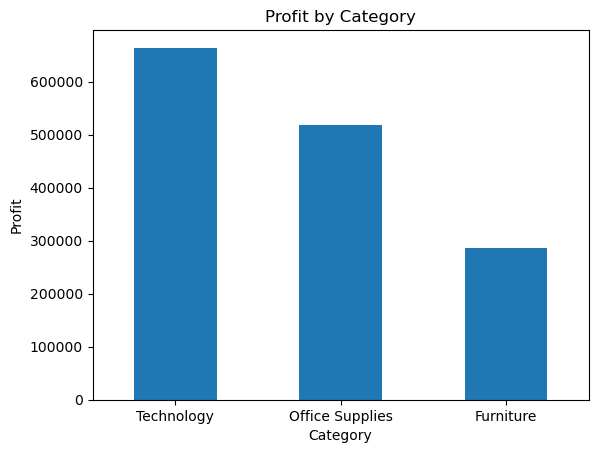 Profit by Category
Profit
600000
500000
400000
300000
200000
100000
0
Technology
Office Supplies
Furniture
Category